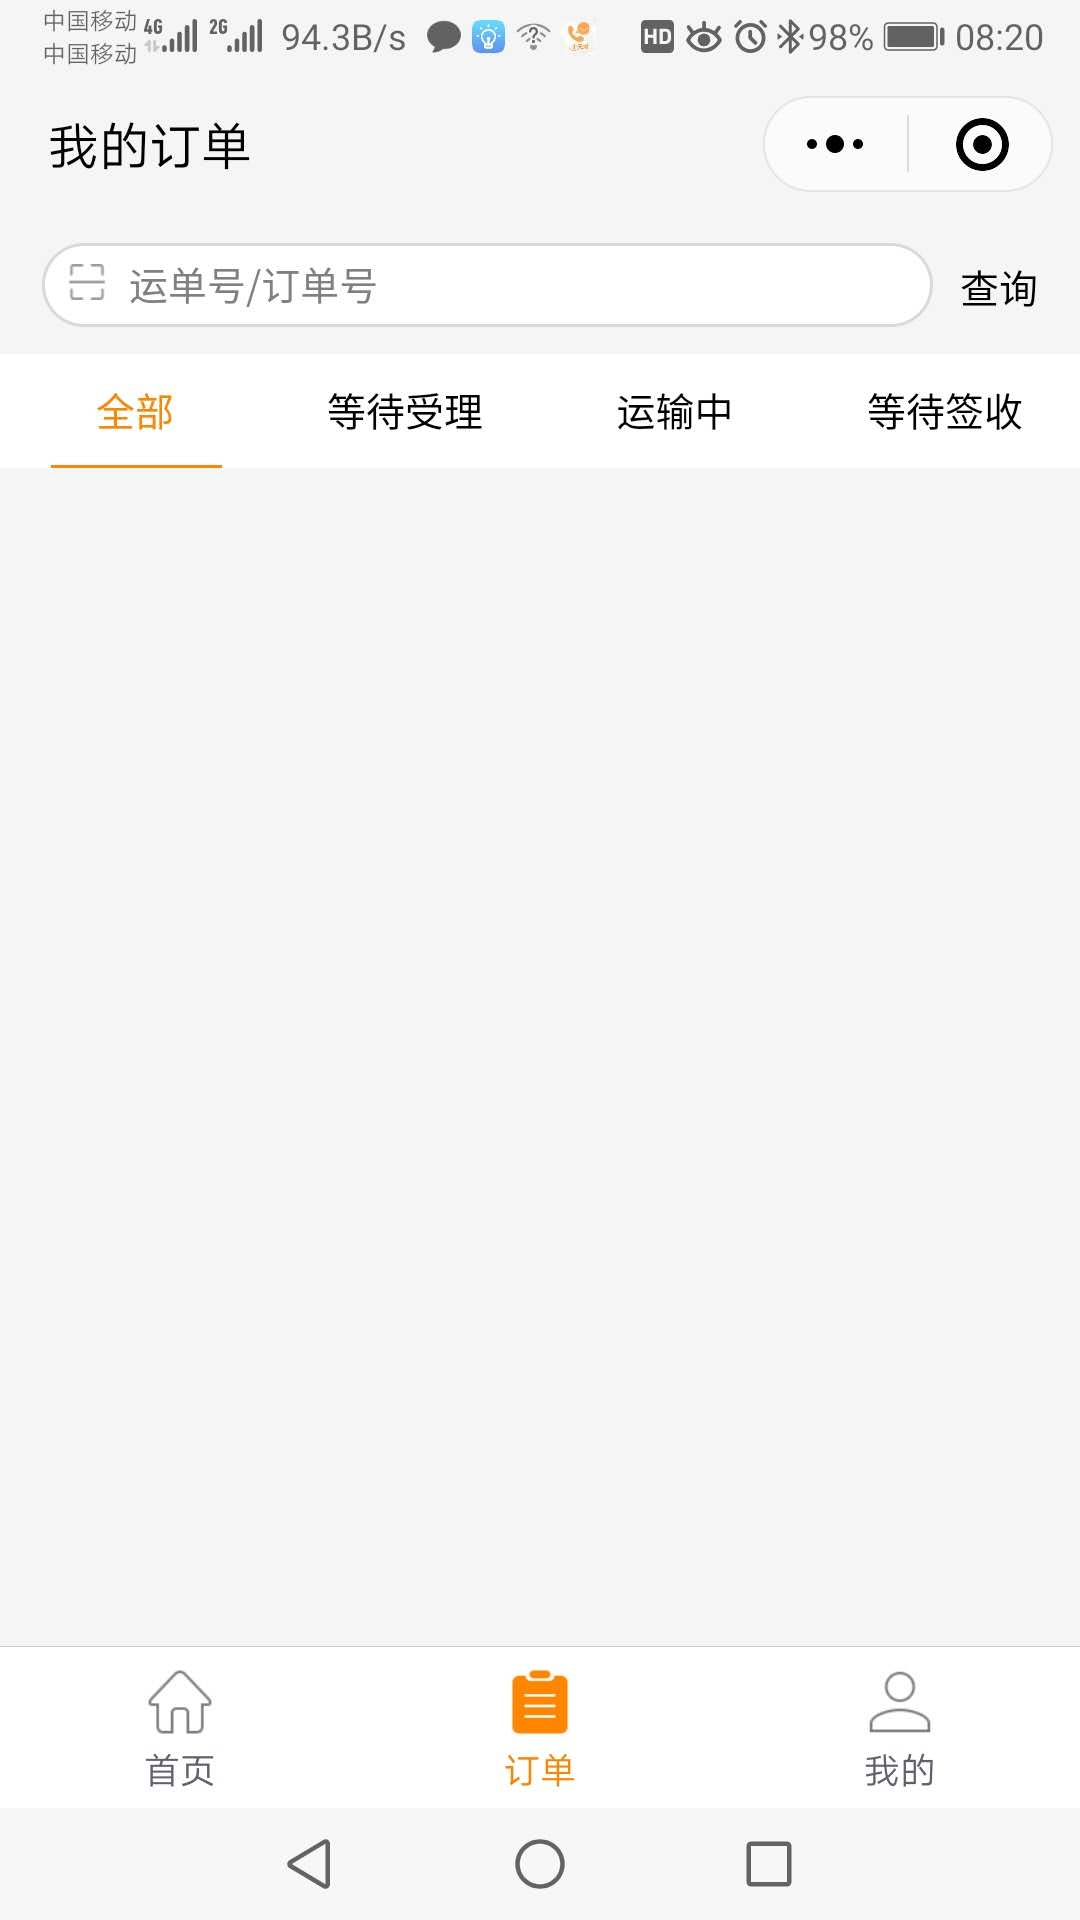 中国移动 4G 2G 94.3B/s HD 98% 08:20
中国移动
我的订单
运单号/订单号 查询
全部 等待受理 运输中 等待签收
首页 订单 我的